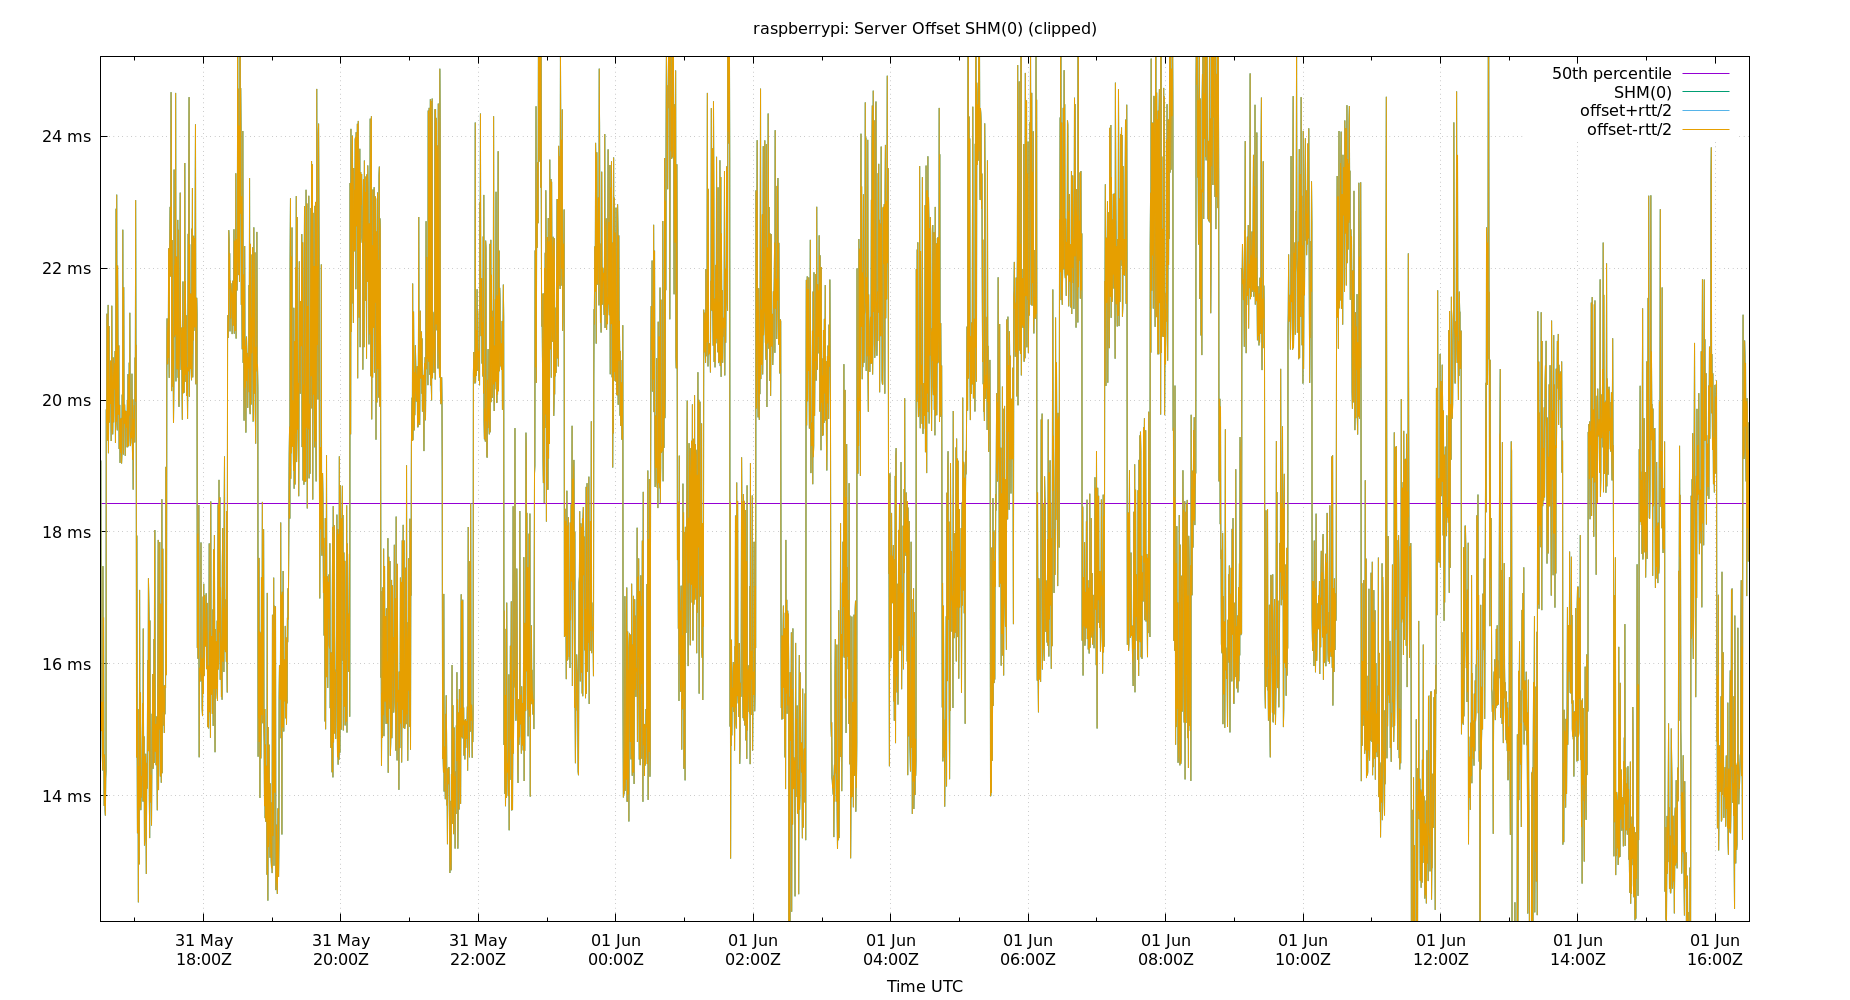 raspberrypi: Server Offset SHM(0) (clipped)
50th percentile
SHM(0)
offset+rtt/2
offset-rtt/2
24 ms
22 ms
20 ms
18 ms
16 ms
14 ms
31 May 31 May 31 May 01 Jun 01 Jun 01 Jun 01 Jun 01 Jun 01 Jun 01 Jun 01 Jun 01 Jun
18:00Z 20:00Z 22:00Z 00:00Z 02:00Z 04:00Z 06:00Z 08:00Z 10:00Z 12:00Z 14:00Z 16:00Z
Time UTC